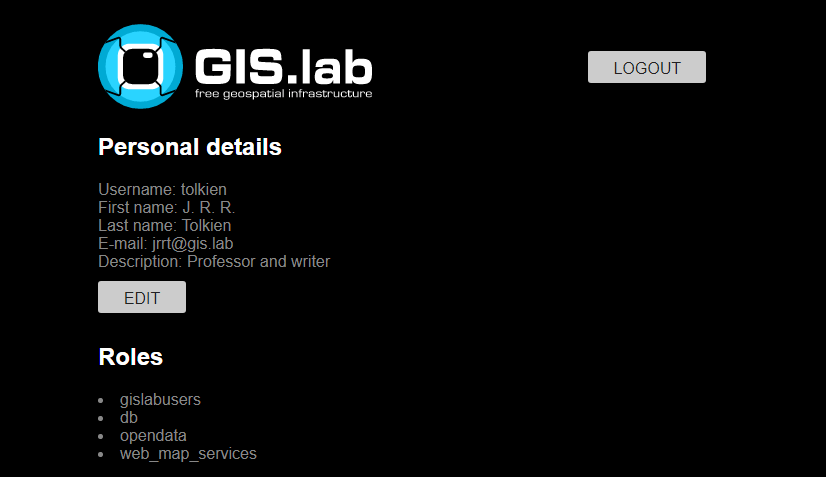 GIS.lab
free geospatial infrastructure
LOGOUT
Personal details
Username: tolkien
First name: J. R. R.
Last name: Tolkien
E-mail: jrrt@gis.lab
Description: Professor and writer
EDIT
Roles
gislabusers
db
opendata
web_map_services